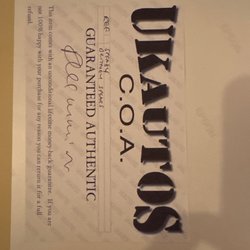 UKAUTOS
C.O.A.
GUARANTEED AUTHENTIC
This item comes with an unconditional lifetime money-back guarantee. If you are
not 100% happy with your purchase for any reason you can return it for a full
refund.